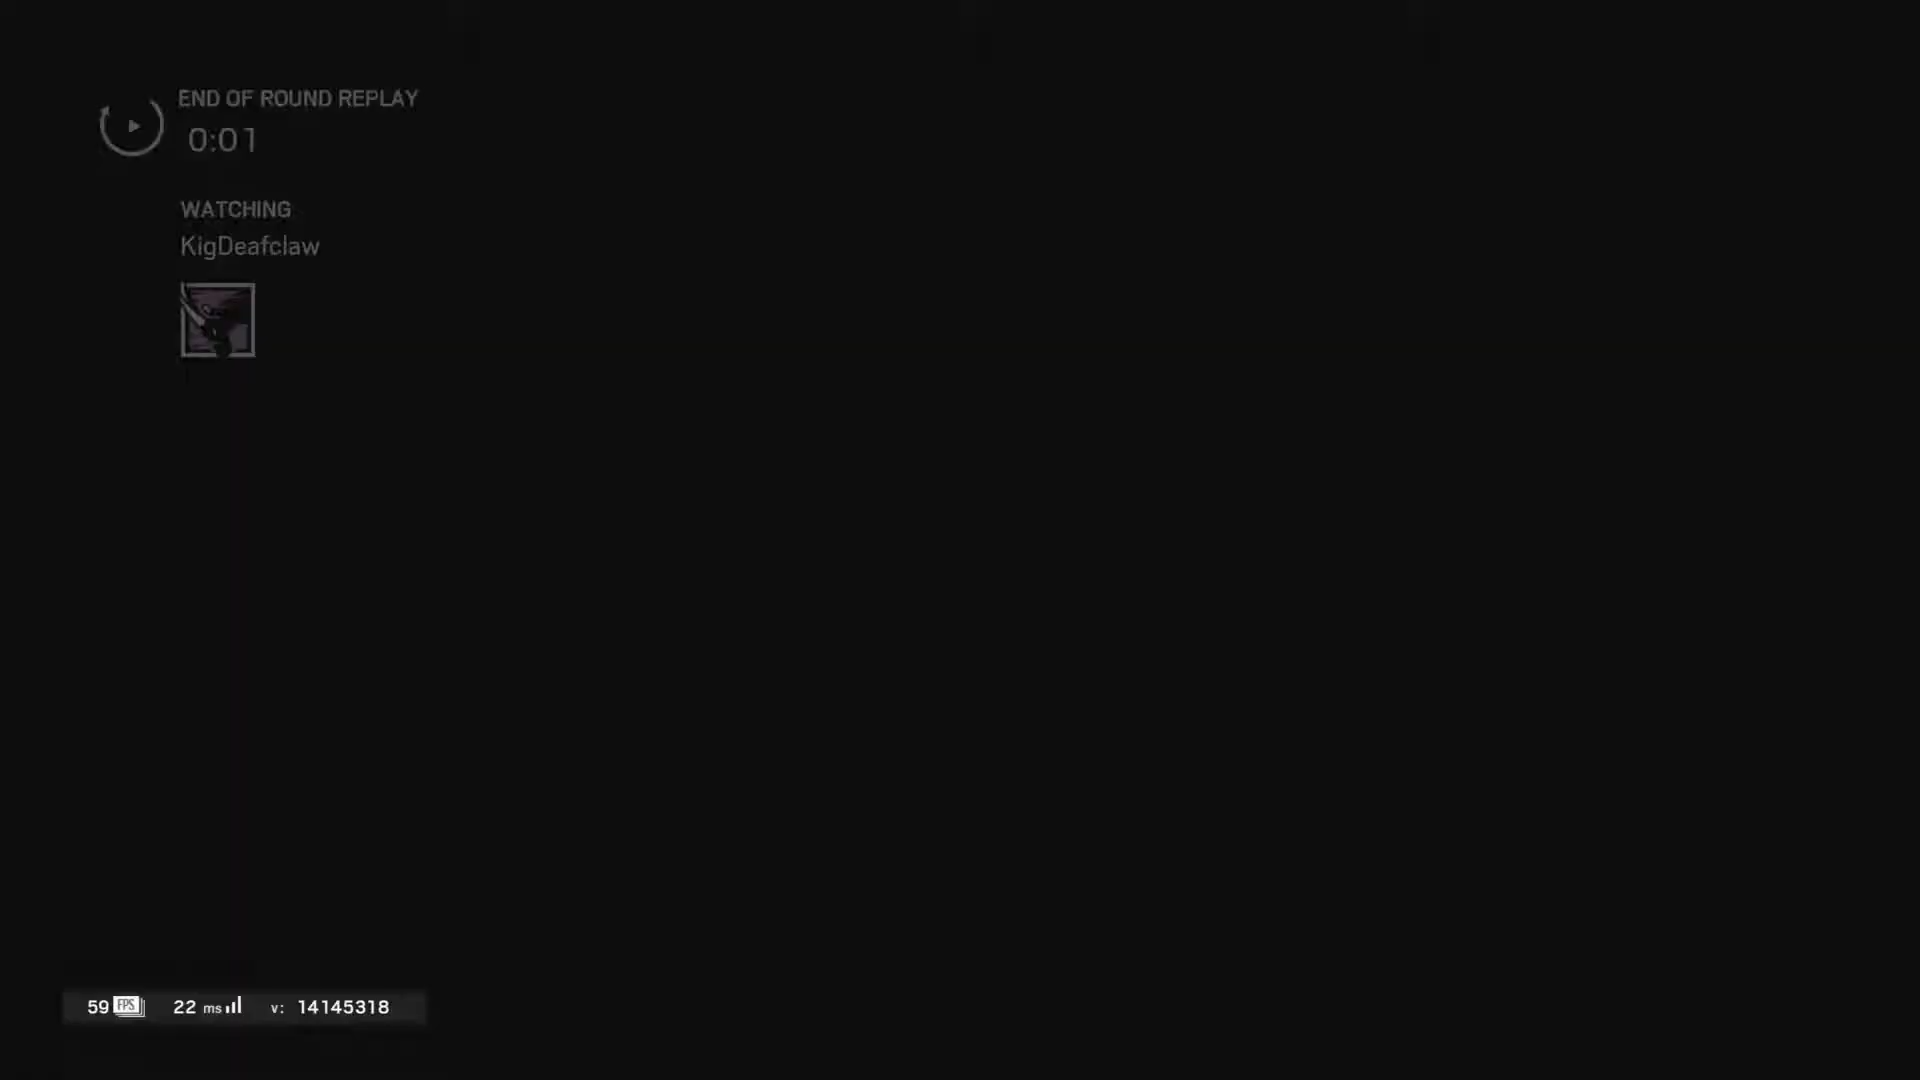 END OF ROUND REPLAY
0:01
WATCHING
KigDeafclaw
59 FPS 22 ms v: 14145318